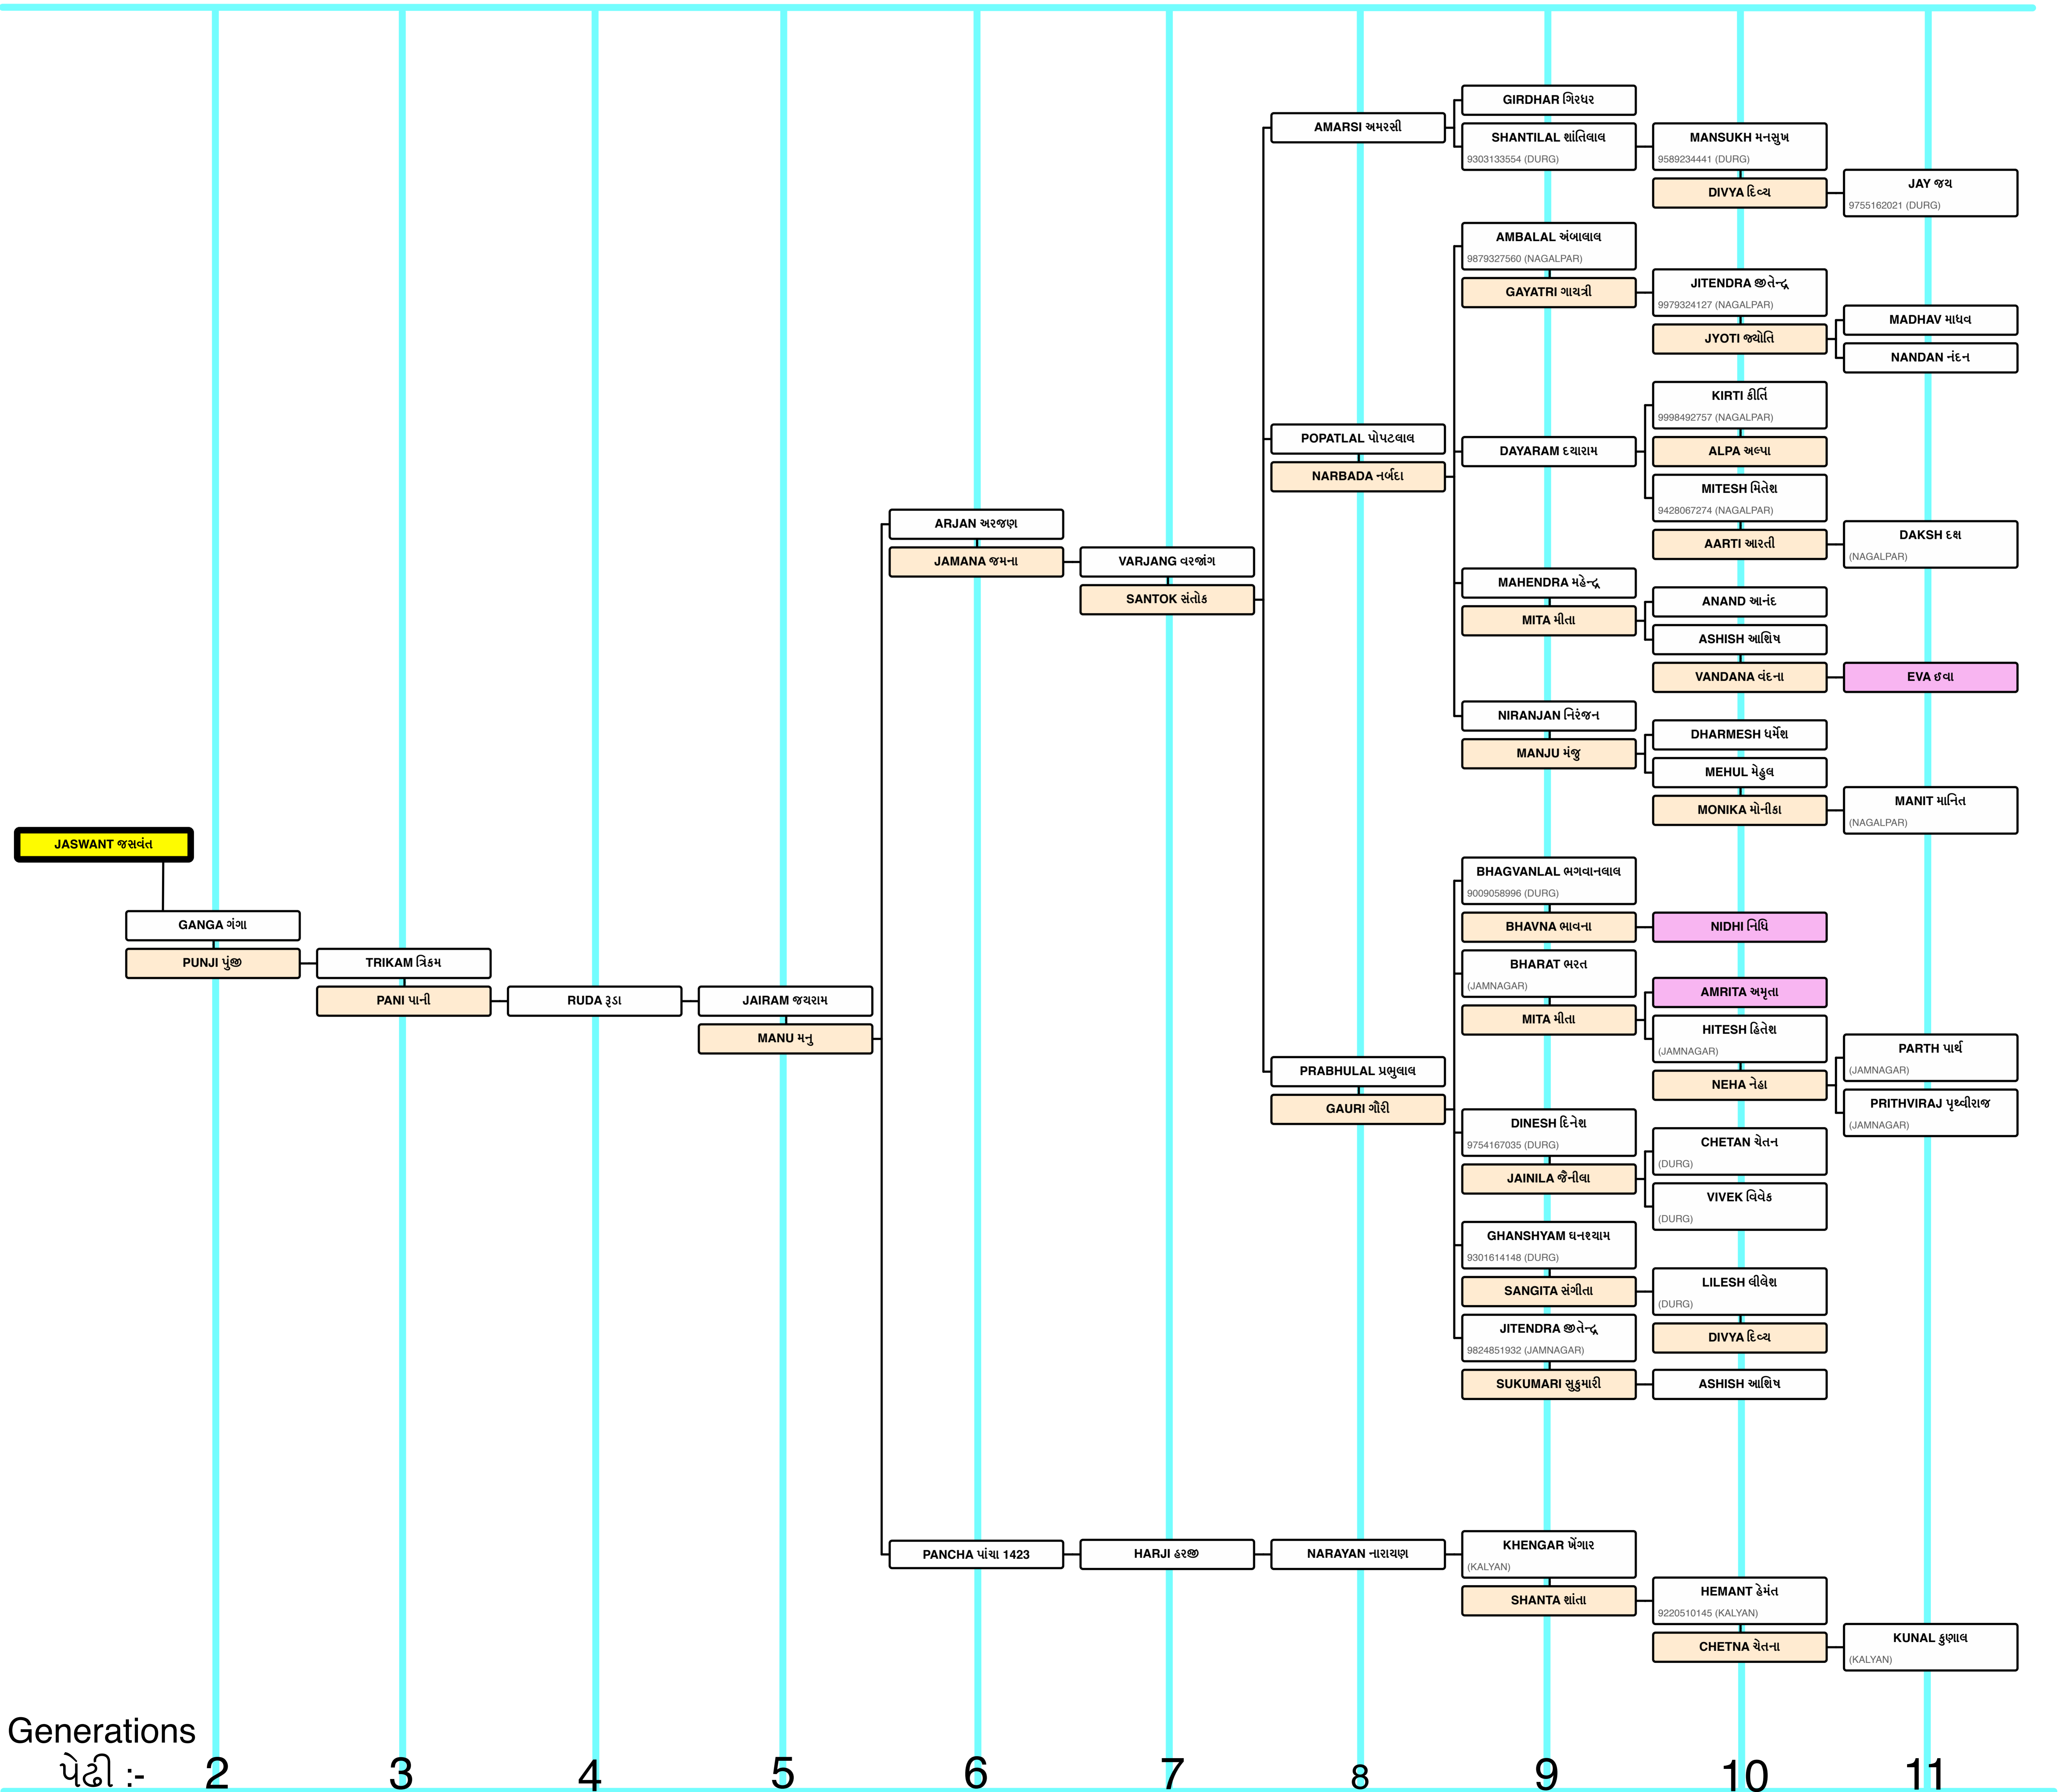 GIRDHAR ગિરધર
AMARSI અમરસી
SHANTILAL શાંતિલાલ
9303133554 (DURG)
MANSUKH મનસુખ
9589234441 (DURG)
DIVYA દિવ્ય
JAY જય
9755162021 (DURG)
AMBALAL અંબાલાલ
9879327560 (NAGALPAR)
GAYATRI ગાયત્રી
JITENDRA જીતેન્દ્ર
9979324127 (NAGALPAR)
JYOTI જ્યોતિ
MADHAV માધવ
NANDAN નંદન
KIRTI કીર્તિ
9998492757 (NAGALPAR)
POPATLAL પોપટલાલ
NARBADA નર્બદા
DAYARAM દયારામ
ALPA અલ્પા
MITESH મિતેશ
9428067274 (NAGALPAR)
AARTI આરતી
DAKSH દક્ષ
(NAGALPAR)
ARJAN અરજણ
JAMANA જમના
VARJANG વરજાંગ
SANTOK સંતોક
MAHENDRA મહેન્દ્ર
MITA મીતા
ANAND આનંદ
ASHISH આશિષ
VANDANA વંદના
EVA ઈવા
NIRANJAN નિરંજન
MANJU મંજુ
DHARMESH ધર્મેશ
MEHUL મેહુલ
MONIKA મોનીકા
MANIT માનિત
(NAGALPAR)
JASWANT જસવંત
GANGA ગંગા
PUNJI પુંજી
TRIKAM ત્રિકમ
PANI પાની
RUDA રૂડા
JAIRAM જયરામ
MANU મનુ
BHAGVANLAL ભગવાનલાલ
9009058996 (DURG)
BHAVNA ભાવના
NIDHI નિધિ
BHARAT ભરત
(JAMNAGAR)
MITA મીતા
AMRITA અમૃતા
HITESH હિતેશ
(JAMNAGAR)
NEHA નેહા
PARTH પાર્થ
(JAMNAGAR)
PRITHVIRAJ પૃથ્વીરાજ
(JAMNAGAR)
PRABHULAL પ્રભુલાલ
GAURI ગૌરી
DINESH દિનેશ
9754167035 (DURG)
JAINILA જૈનીલા
CHETAN ચેતન
(DURG)
VIVEK વિવેક
(DURG)
GHANSHYAM ઘનશ્યામ
9301614148 (DURG)
SANGITA સંગીતા
LILESH લીલેશ
(DURG)
DIVYA દિવ્ય
JITENDRA જીતેન્દ્ર
9824851932 (JAMNAGAR)
SUKUMARI સુકુમારી
ASHISH આશિષ
PANCHA પાંચા 1423
HARJI હરજી
NARAYAN નારાયણ
KHENGAR ખેંગાર
(KALYAN)
SHANTA શાંતા
HEMANT હેમંત
9220510145 (KALYAN)
CHETNA ચેતના
KUNAL કુણાલ
(KALYAN)
Generations
પેઢી :- 2 3 4 5 6 7 8 9 10 11